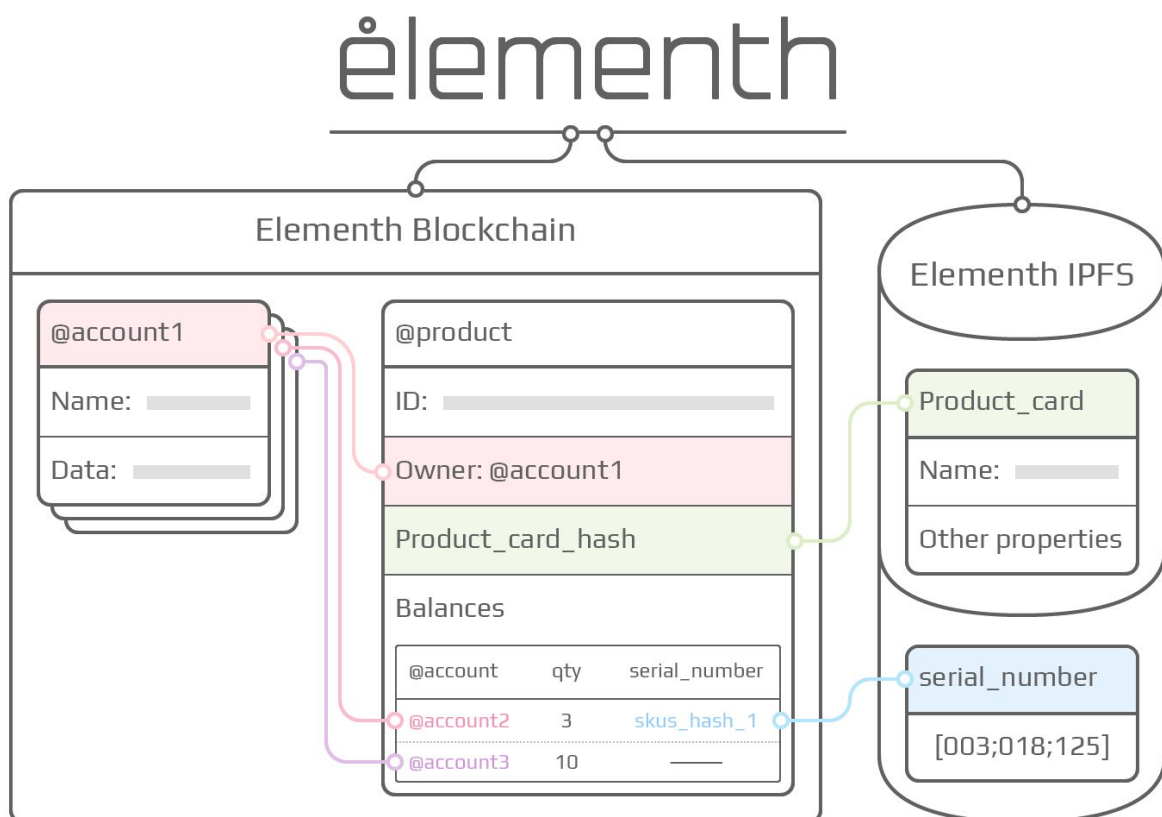 elementh
Elementh Blockchain
Elementh IPFS
@account1
Name:
Data:
@product
ID:
Owner: @account1
Product_card_hash
Balances
@account qty serial_number
@account2 3 skus_hash_1
@account3 10
Product_card
Name:
Other properties
serial_number
[003;018;125]